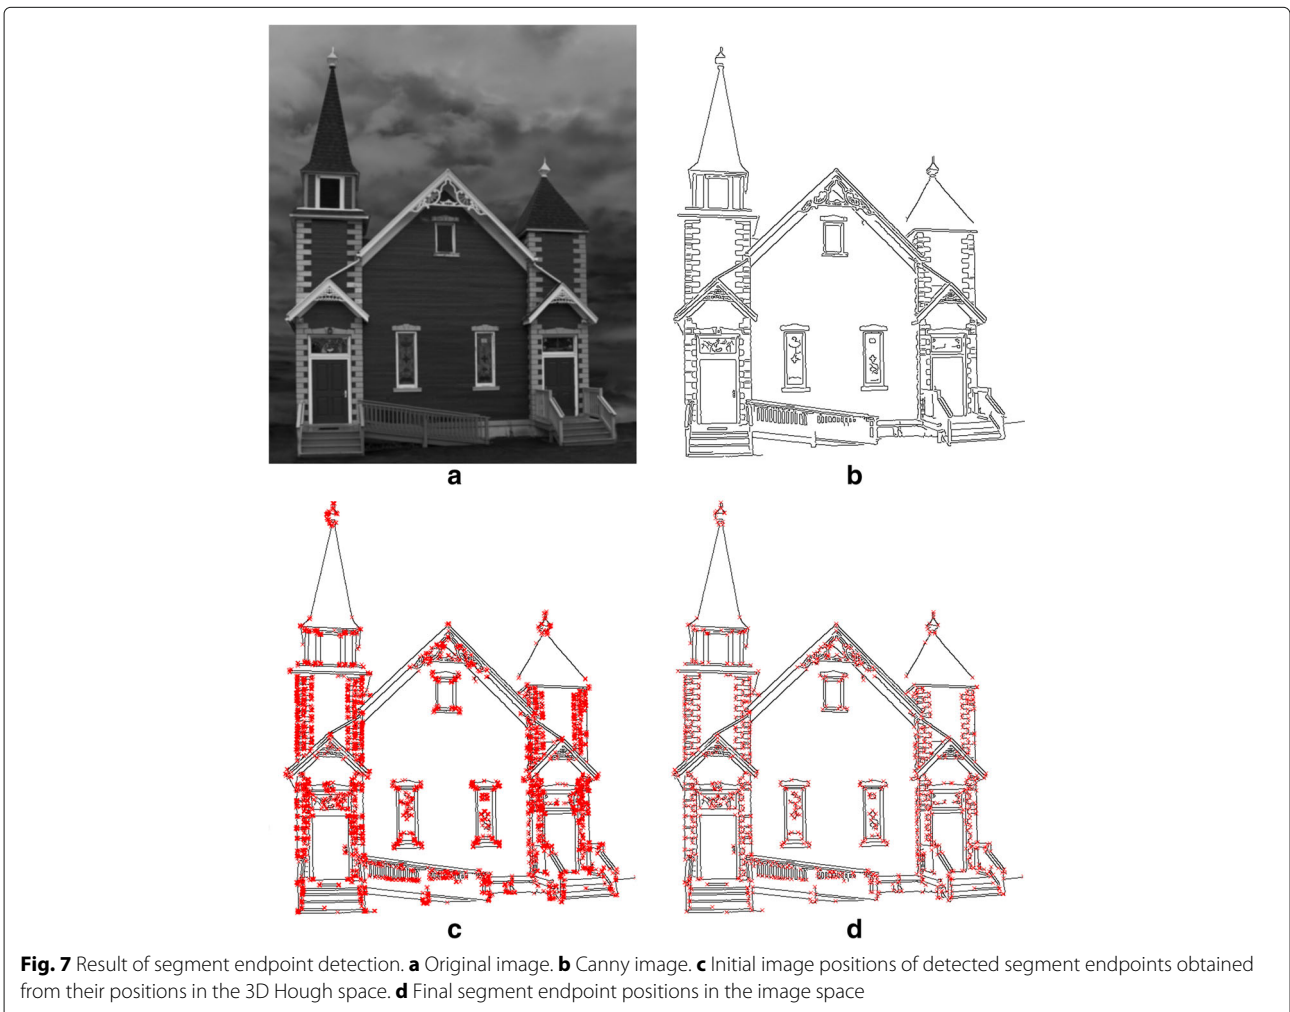 a
b
c
d
Fig. 7 Result of segment endpoint detection. a Original image. b Canny image. c Initial image positions of detected segment endpoints obtained
from their positions in the 3D Hough space. d Final segment endpoint positions in the image space